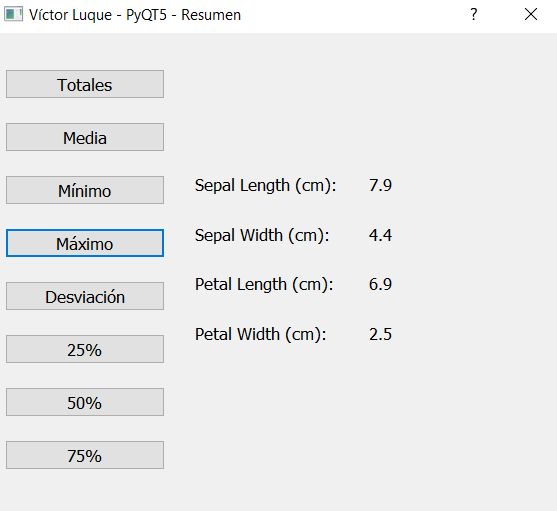 Víctor Luque - PyQT5 - Resumen ?
Totales
Media
Mínimo
Máximo
Desviación
25%
50%
75%
Sepal Length (cm): 7.9
Sepal Width (cm): 4.4
Petal Length (cm): 6.9
Petal Width (cm): 2.5